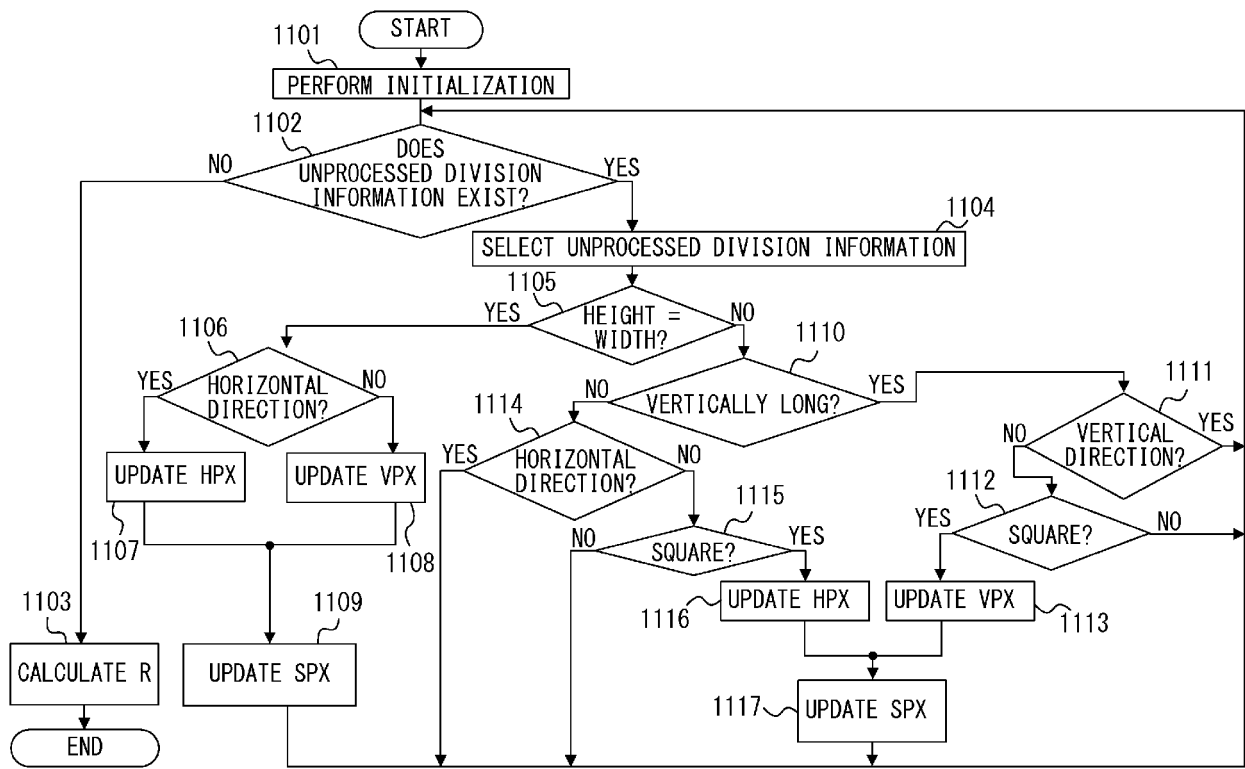 START
1101
PERFORM INITIALIZATION
1102
DOES
UNPROCESSED DIVISION
INFORMATION EXIST?
NO
YES
1104
SELECT UNPROCESSED DIVISION INFORMATION
1105
HEIGHT =
WIDTH?
YES
NO
1106
HORIZONTAL
DIRECTION?
YES
NO
1110
VERTICALLY LONG?
NO
YES
1111
VERTICAL
DIRECTION?
NO
YES
1107
UPDATE HPX
UPDATE VPX
1108
1114
HORIZONTAL
DIRECTION?
YES
NO
1112
SQUARE?
YES
NO
1115
SQUARE?
NO
YES
1116
UPDATE HPX
UPDATE VPX
1113
1103
CALCULATE R
1109
UPDATE SPX
1117
UPDATE SPX
END